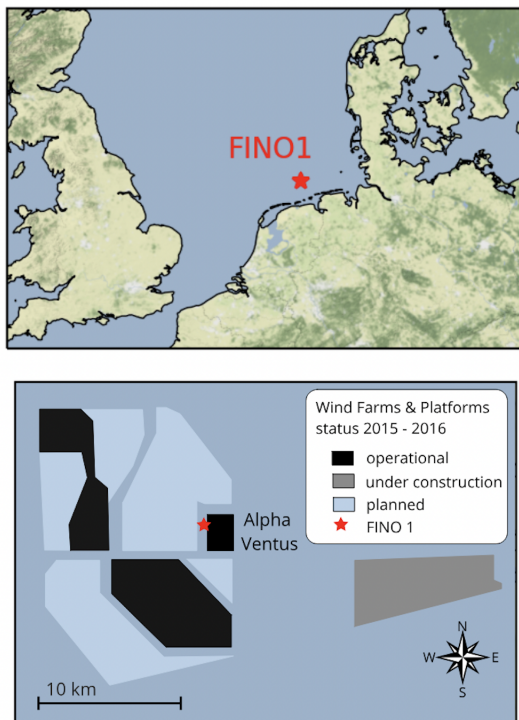 FINO1
Wind Farms & Platforms
status 2015 - 2016
operational
under construction
planned
FINO 1
Alpha
Ventus
N
W
E
S
10 km